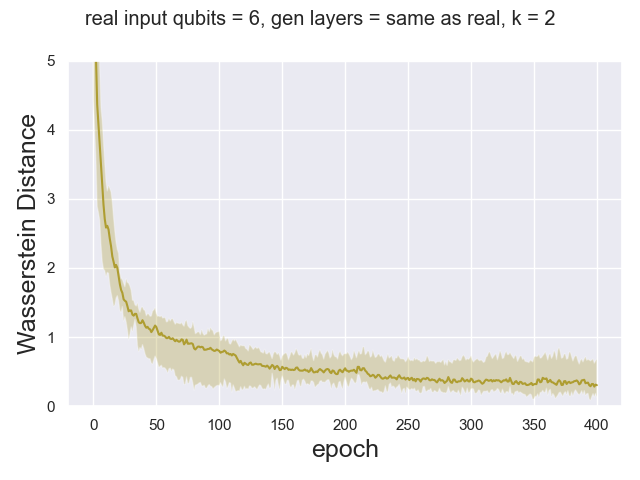 real input qubits = 6, gen layers = same as real, k = 2
Wasserstein Distance
5
4
3
2
1
0
0 50 100 150 200 250 300 350 400
epoch